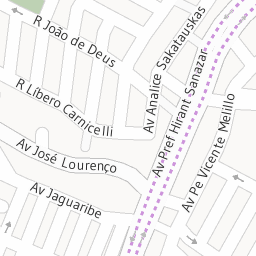 R João de Deus
Av Analice Sakatauskas
Av Pref Hirant Sanazar
R Líbero Carnicelli
Av Pe Vicente Melillo
Av José Lourenço
Av Jaguaribe